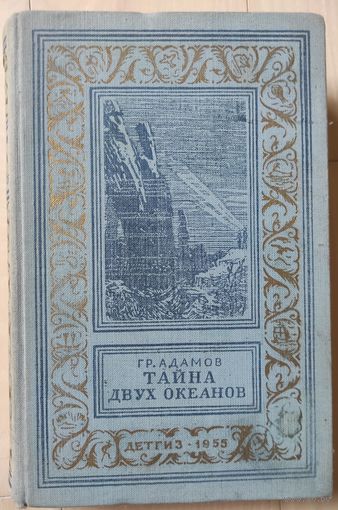 ГР. АДАМОВ
ТАЙНА
ДВУХ ОКЕАНОВ
ДЕТГИЗ · 1955